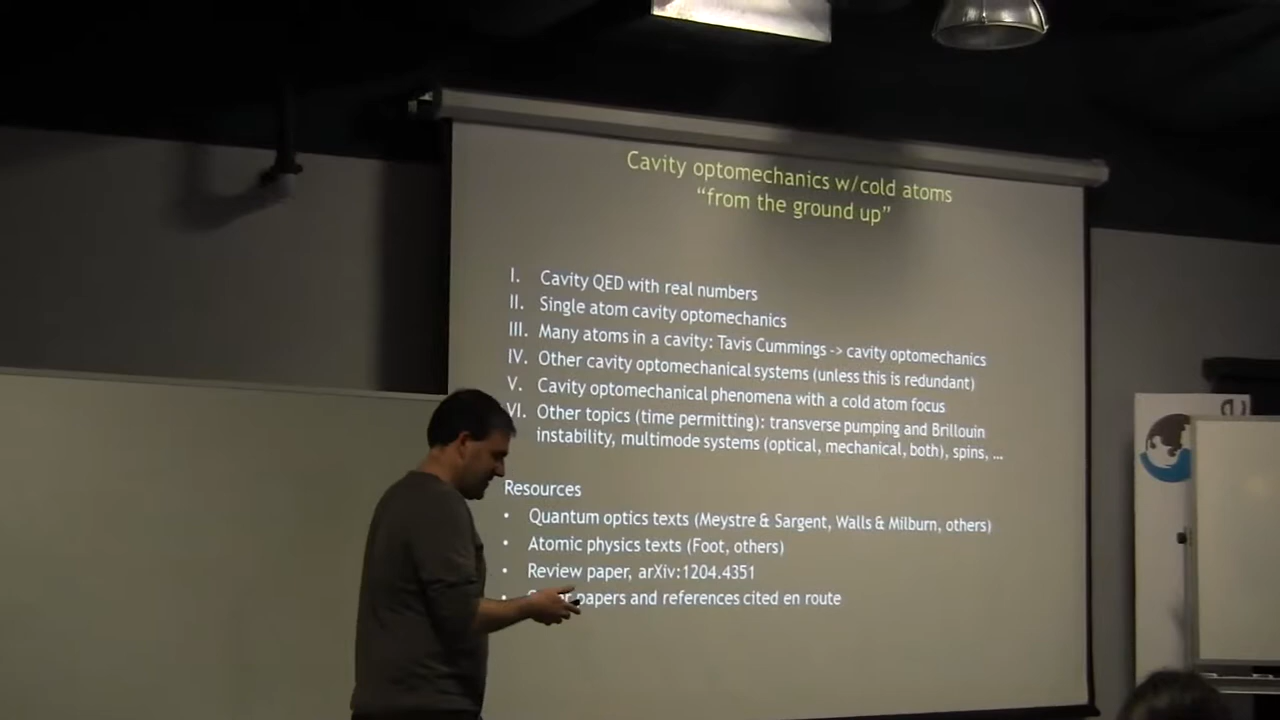 Cavity optomechanics w/cold atoms
“from the ground up”
I. Cavity QED with real numbers
II. Single atom cavity optomechanics
III. Many atoms in a cavity: Tavis Cummings -> cavity optomechanics
IV. Other cavity optomechanical systems (unless this is redundant)
V. Cavity optomechanical phenomena with a cold atom focus
VI. Other topics (time permitting): transverse pumping and Brillouin
instability, multimode systems (optical, mechanical, both), spins, …
Resources
• Quantum optics texts (Meystre & Sargent, Walls & Milburn, others)
• Atomic physics texts (Foot, others)
• Review paper, arXiv:1204.4351
• papers and references cited en route